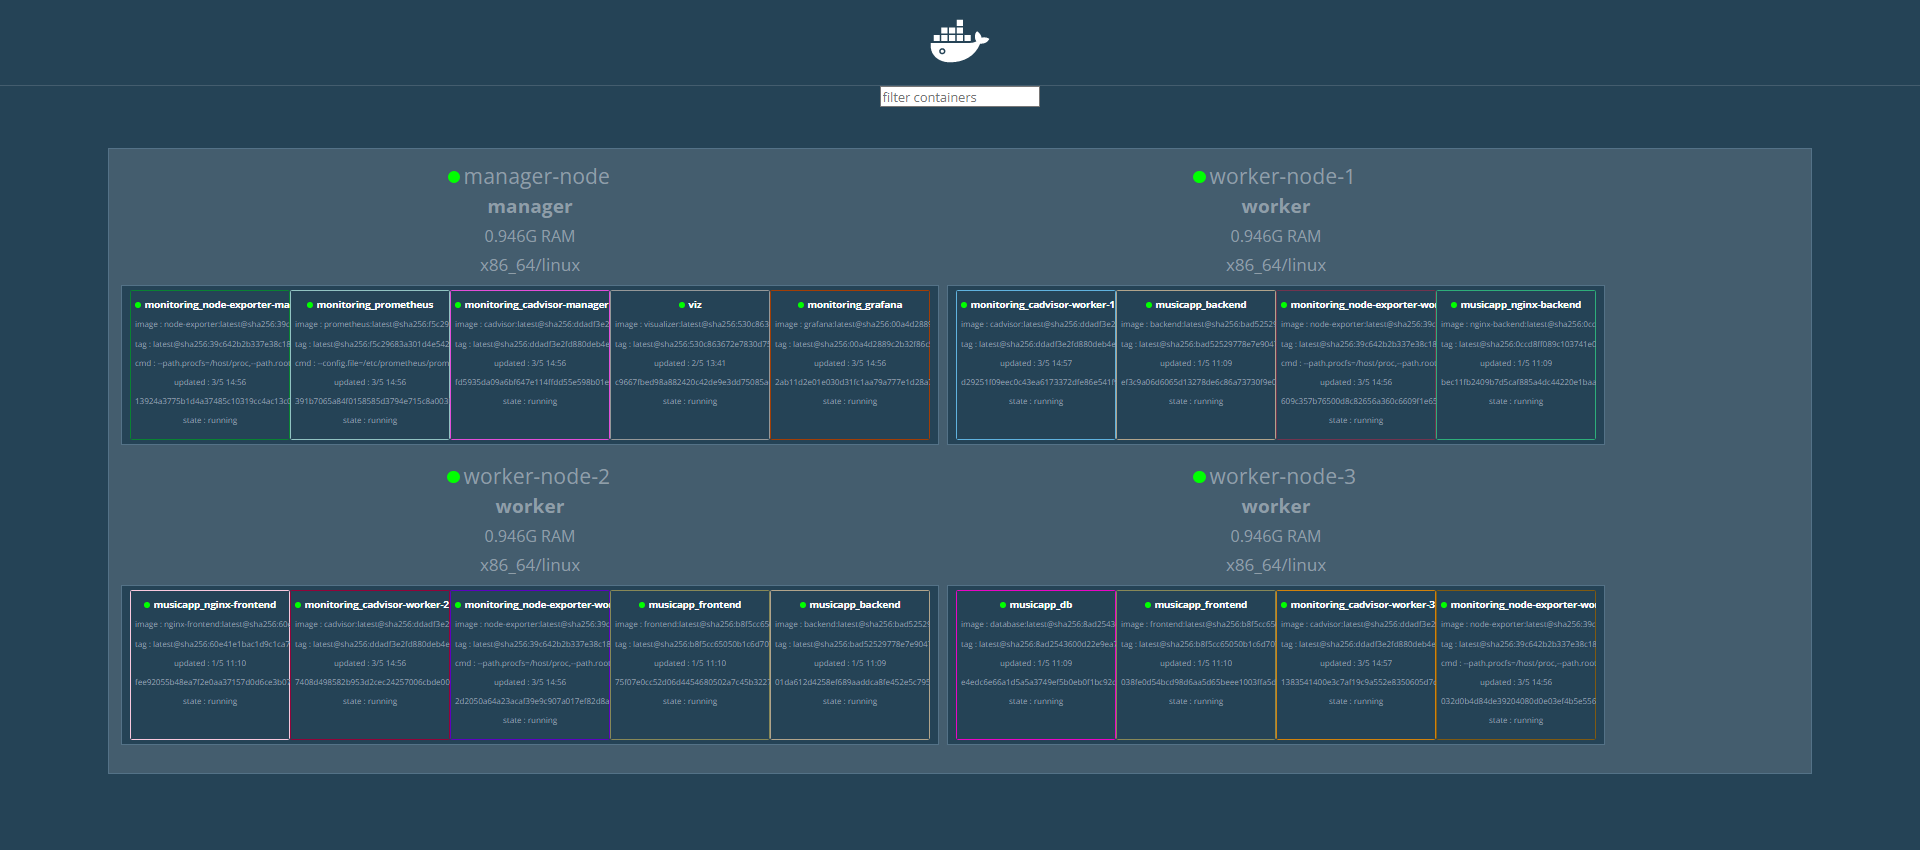 filter containers
manager-node
manager
0.946G RAM
x86_64/linux
monitoring_node-exporter-ma
image : node-exporter:latest@sha256:39c
tag : latest@sha256:39c642b2b337e38c18
cmd : --path.procfs=/host/proc,--path.root
updated : 3/5 14:56
13924a3775b1d4a37485c10319cc4ac13c0
state : running
monitoring_prometheus
image : prometheus:latest@sha256:f5c29
tag : latest@sha256:f5c29683a301d4e542
cmd : --config.file=/etc/prometheus/prom
updated : 3/5 14:56
391b7065a84f0158585d3794e715c8a003
state : running
monitoring_cadvisor-manager
image : cadvisor:latest@sha256:ddadf3e2
tag : latest@sha256:ddadf3e2fd880deb4e
updated : 3/5 14:56
fd5935da09a6bf647e114ffdd55e598b01e
state : running
viz
image : visualizer:latest@sha256:530c863
tag : latest@sha256:530c863672e7830d75
updated : 2/5 13:41
c9667fbed98a882420c42de9e3dd75085a
state : running
monitoring_grafana
image : grafana:latest@sha256:00a4d288
tag : latest@sha256:00a4d2889c2b32f86c
updated : 3/5 14:56
2ab11d2e01e030d31fc1aa79a777e1d28a
state : running
worker-node-1
worker
0.946G RAM
x86_64/linux
monitoring_cadvisor-worker-1
image : cadvisor:latest@sha256:ddadf3e2
tag : latest@sha256:ddadf3e2fd880deb4e
updated : 3/5 14:57
d29251f09eec0c43ea6173372dfe86e541f
state : running
musicapp_backend
image : backend:latest@sha256:bad52529
tag : latest@sha256:bad52529778e7e904
updated : 1/5 11:09
ef3c9a06d6065d13278de6c86a73730f9e0
state : running
monitoring_node-exporter-wor
image : node-exporter:latest@sha256:39c
tag : latest@sha256:39c642b2b337e38c18
cmd : --path.procfs=/host/proc,--path.root
updated : 3/5 14:56
609c357b76500d8c82656a360c6609f1e65
state : running
musicapp_nginx-backend
image : nginx-backend:latest@sha256:0cc
tag : latest@sha256:0ccd8ff089c103741e0
updated : 1/5 11:09
bec11fb2409b7d5caf885a4dc44220e1baa
state : running
worker-node-2
worker
0.946G RAM
x86_64/linux
musicapp_nginx-frontend
image : nginx-frontend:latest@sha256:60e
tag : latest@sha256:60e41e1bac1d9c1ca7
updated : 1/5 11:10
fee92055b48ea7f2e0aa37157d0d6ce3b07
state : running
monitoring_cadvisor-worker-2
image : cadvisor:latest@sha256:ddadf3e2
tag : latest@sha256:ddadf3e2fd880deb4e
updated : 3/5 14:56
7408d498582b953d2cec24257006cbde00
state : running
monitoring_node-exporter-wor
image : node-exporter:latest@sha256:39c
tag : latest@sha256:39c642b2b337e38c18
cmd : --path.procfs=/host/proc,--path.root
updated : 3/5 14:56
2d2050a64a23acaf39e9c907a017ef82d8a
state : running
musicapp_frontend
image : frontend:latest@sha256:b8f5cc65
tag : latest@sha256:b8f5cc65050b1c6d70
updated : 1/5 11:10
75f07e0cc52d06d4454680502a7c45b3227
state : running
musicapp_backend
image : backend:latest@sha256:bad52529
tag : latest@sha256:bad52529778e7e904
updated : 1/5 11:09
01da612d4258ef689aaddca8fe452e5c795
state : running
worker-node-3
worker
0.946G RAM
x86_64/linux
musicapp_db
image : database:latest@sha256:8ad2543
tag : latest@sha256:8ad2543600d22e9ea
updated : 1/5 11:09
e4edc6e66a1d5a5a3749ef5b0eb0f1bc92c
state : running
musicapp_frontend
image : frontend:latest@sha256:b8f5cc65
tag : latest@sha256:b8f5cc65050b1c6d70
updated : 1/5 11:10
038fe0d54bcd98d6aa5d65beee1003ffa5c
state : running
monitoring_cadvisor-worker-3
image : cadvisor:latest@sha256:ddadf3e2
tag : latest@sha256:ddadf3e2fd880deb4e
updated : 3/5 14:57
1383541400e3c7af19c9a552e8350605d7
state : running
monitoring_node-exporter-wor
image : node-exporter:latest@sha256:39c
tag : latest@sha256:39c642b2b337e38c18
cmd : --path.procfs=/host/proc,--path.root
updated : 3/5 14:56
032d0b4d84de39204080d0e03ef4b5e556
state : running